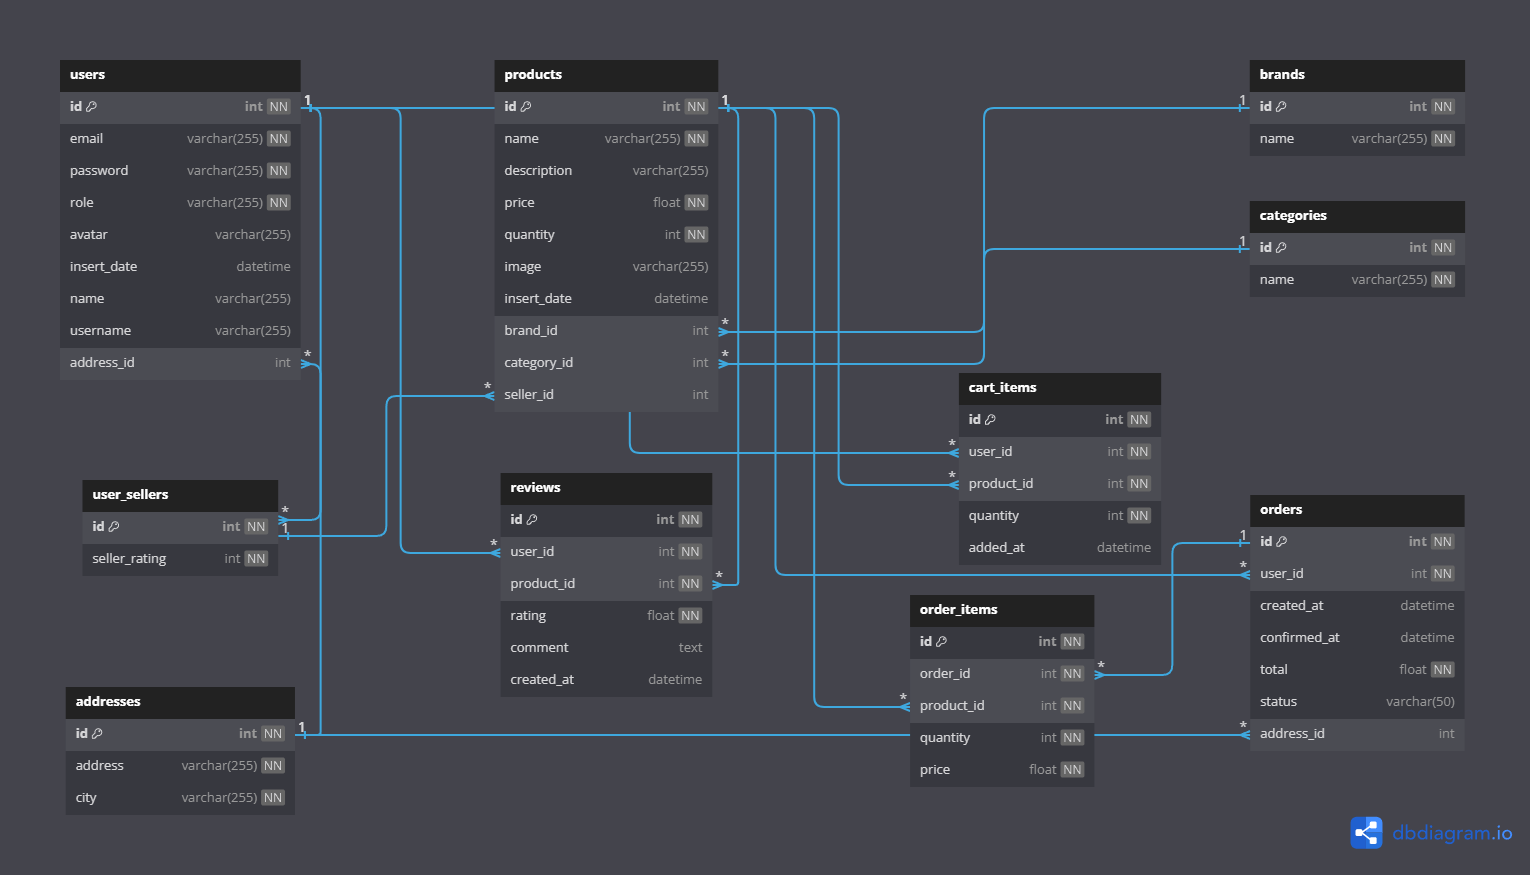 users
id int NN
email varchar(255) NN
password varchar(255) NN
role varchar(255) NN
avatar varchar(255)
insert_date datetime
name varchar(255)
username varchar(255)
address_id int
1
*
products
id int NN
name varchar(255) NN
description varchar(255)
price float NN
quantity int NN
image varchar(255)
insert_date datetime
brand_id int
category_id int
seller_id int
1
*
*
*
brands
1
id int NN
name varchar(255) NN
categories
1
id int NN
name varchar(255) NN
cart_items
id int NN
* user_id int NN
* product_id int NN
quantity int NN
added_at datetime
user_sellers
*
id int NN 1
seller_rating int NN
reviews
id int NN
* user_id int NN
product_id int NN *
rating float NN
comment text
created_at datetime
orders
1
id int NN
* user_id int NN
created_at datetime
confirmed_at datetime
total float NN
status varchar(50)
* address_id int
order_items
id int NN
order_id int NN *
* product_id int NN
quantity int NN
price float NN
addresses
id int NN 1
address varchar(255) NN
city varchar(255) NN
dbdiagram.io